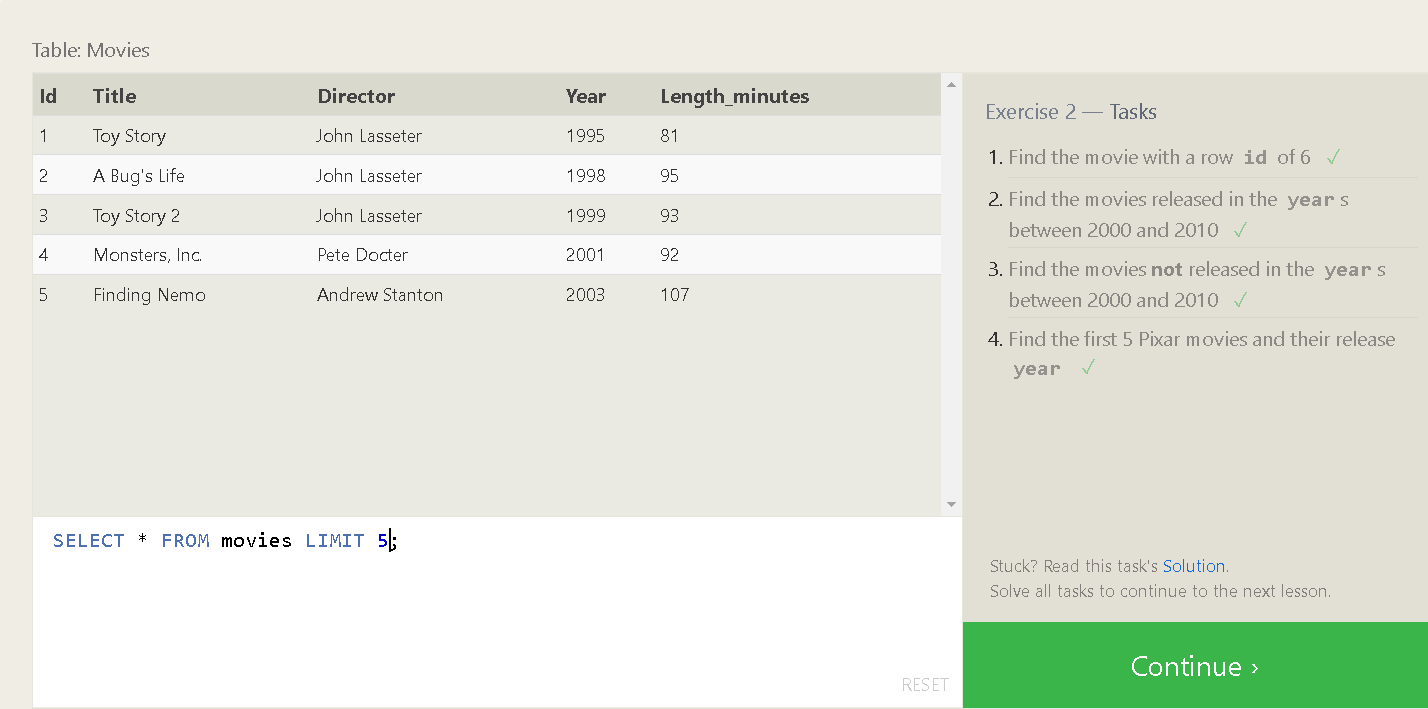 Table: Movies
Id Title Director Year Length_minutes
1 Toy Story John Lasseter 1995 81
2 A Bug's Life John Lasseter 1998 95
3 Toy Story 2 John Lasseter 1999 93
4 Monsters, Inc. Pete Docter 2001 92
5 Finding Nemo Andrew Stanton 2003 107
SELECT * FROM movies LIMIT 5;
RESET
Exercise 2 — Tasks
1. Find the movie with a row id of 6 ✓
2. Find the movies released in the year s
between 2000 and 2010 ✓
3. Find the movies not released in the year s
between 2000 and 2010 ✓
4. Find the first 5 Pixar movies and their release
year ✓
Stuck? Read this task's Solution.
Solve all tasks to continue to the next lesson.
Continue ›